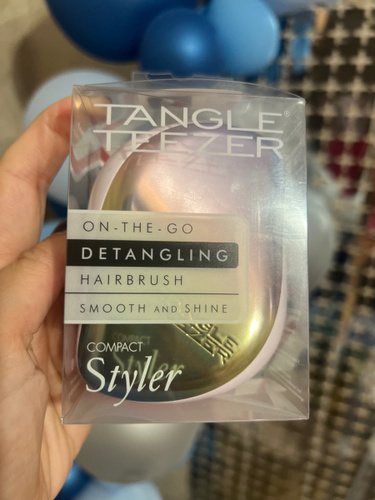 TANGLE®
TEEZER
ON-THE-GO
DETANGLING
HAIRBRUSH
SMOOTH AND SHINE
COMPACT
Styler